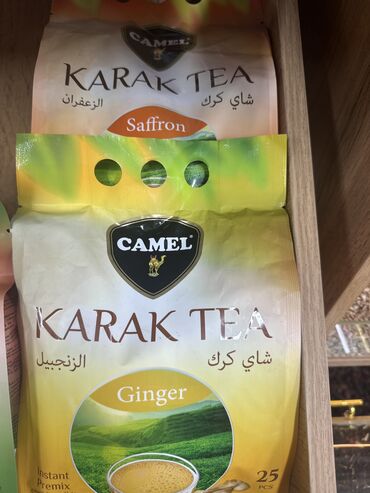 CAMEL
KARAK TEA
الزعفران شاي كرك
Saffron
CAMEL
KARAK TEA
الزنجبيل شاي كرك
Ginger
Instant
Premix
25
PCS